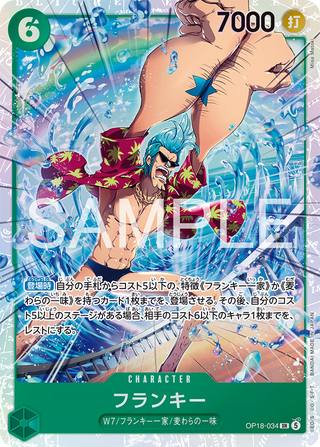 6
7000
打
SAMPLE
登場時 自分の手札からコスト5以下の、特徴《フランキー一家》か《麦
わらの一味》を持つカード1枚までを、登場させる。その後、自分のコス
ト5以上のステージがある場合、相手のコスト6以下のキャラ1枚までを、
レストにする。
CHARACTER
フランキー
W7/フランキー一家/麦わらの一味
OP18-034 SR 5